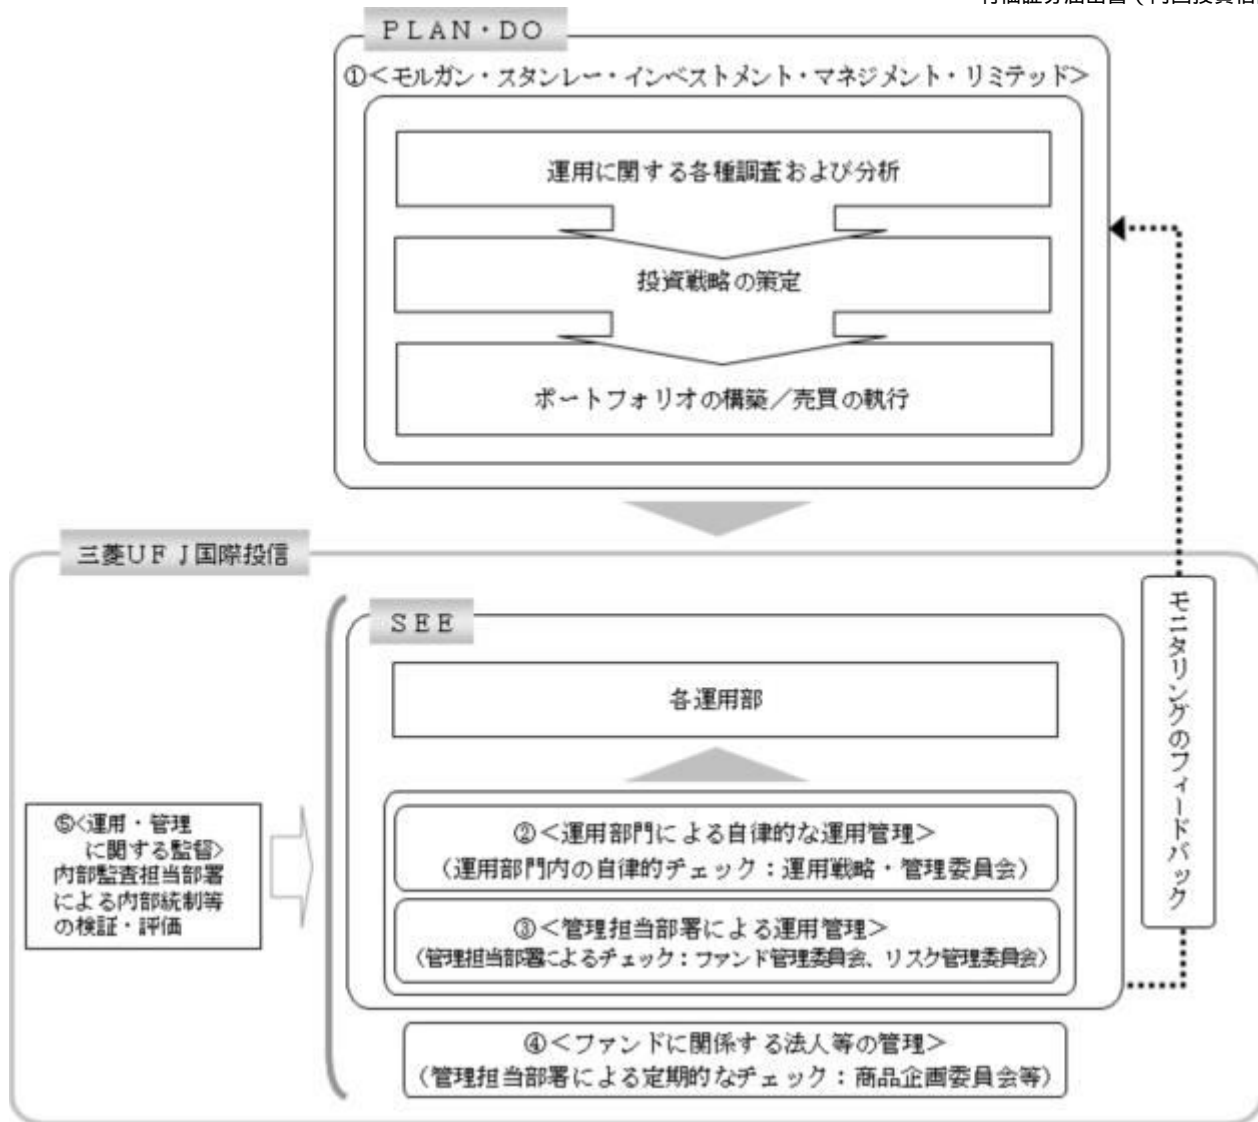 PLAN・DO
①＜モルガン・スタンレー・インベストメント・マネジメント・リミテッド＞
運用に関する各種調査および分析
投資戦略の策定
ポートフォリオの構築／売買の執行
三菱UFJ国際投信
SEE
各運用部
モニタリングのフィードバック
⑤＜運用・管理
に関する監督＞
内部監査担当部署
による内部統制等
の検証・評価
②＜運用部門による自律的な運用管理＞
（運用部門内の自律的チェック：運用戦略・管理委員会）
③＜管理担当部署による運用管理＞
（管理担当部署によるチェック：ファンド管理委員会、リスク管理委員会）
④＜ファンドに関係する法人等の管理＞
（管理担当部署による定期的なチェック：商品企画委員会等）